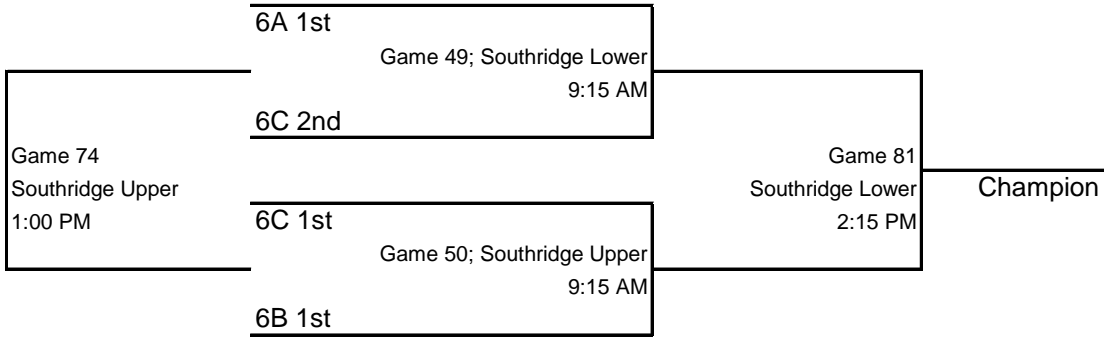 6A 1st
Game 49; Southridge Lower
9:15 AM
6C 2nd
Game 74
Southridge Upper
1:00 PM
Game 81
Southridge Lower
2:15 PM
Champion
6C 1st
Game 50; Southridge Upper
9:15 AM
6B 1st